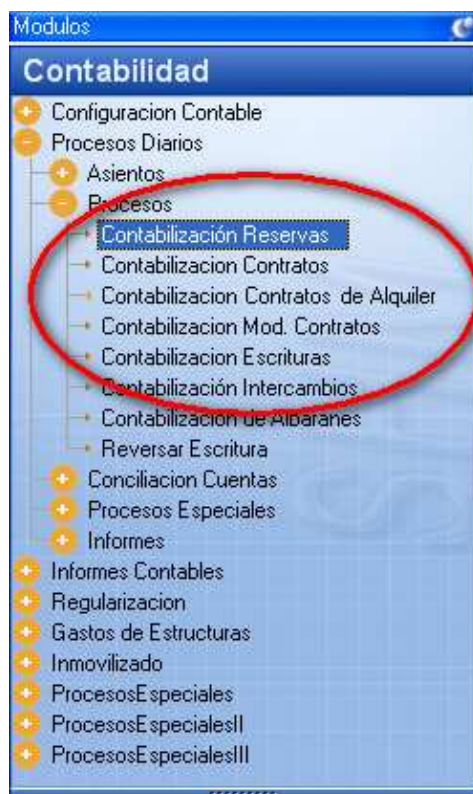 Modulos
Contabilidad
Configuracion Contable
Procesos Diarios
Asientos
Procesos
Contabilización Reservas
Contabilizacion Contratos
Contabilizacion Contratos de Alquiler
Contabilizacion Mod. Contratos
Contabilizacion Escrituras
Contabilización Intercambios
Contabilización de Albaranes
Reversar Escritura
Conciliacion Cuentas
Procesos Especiales
Informes
Informes Contables
Regularizacion
Gastos de Estructuras
Inmovilizado
ProcesosEspeciales
ProcesosEspecialesII
ProcesosEspecialesIII